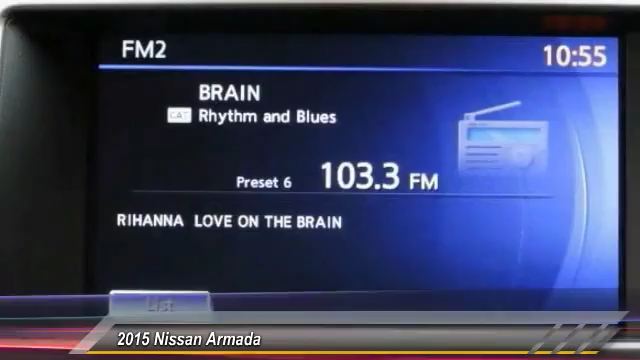 FM2 10:55
BRAIN
CAT Rhythm and Blues
Preset 6 103.3 FM
RIHANNA LOVE ON THE BRAIN
List
2015 Nissan Armada